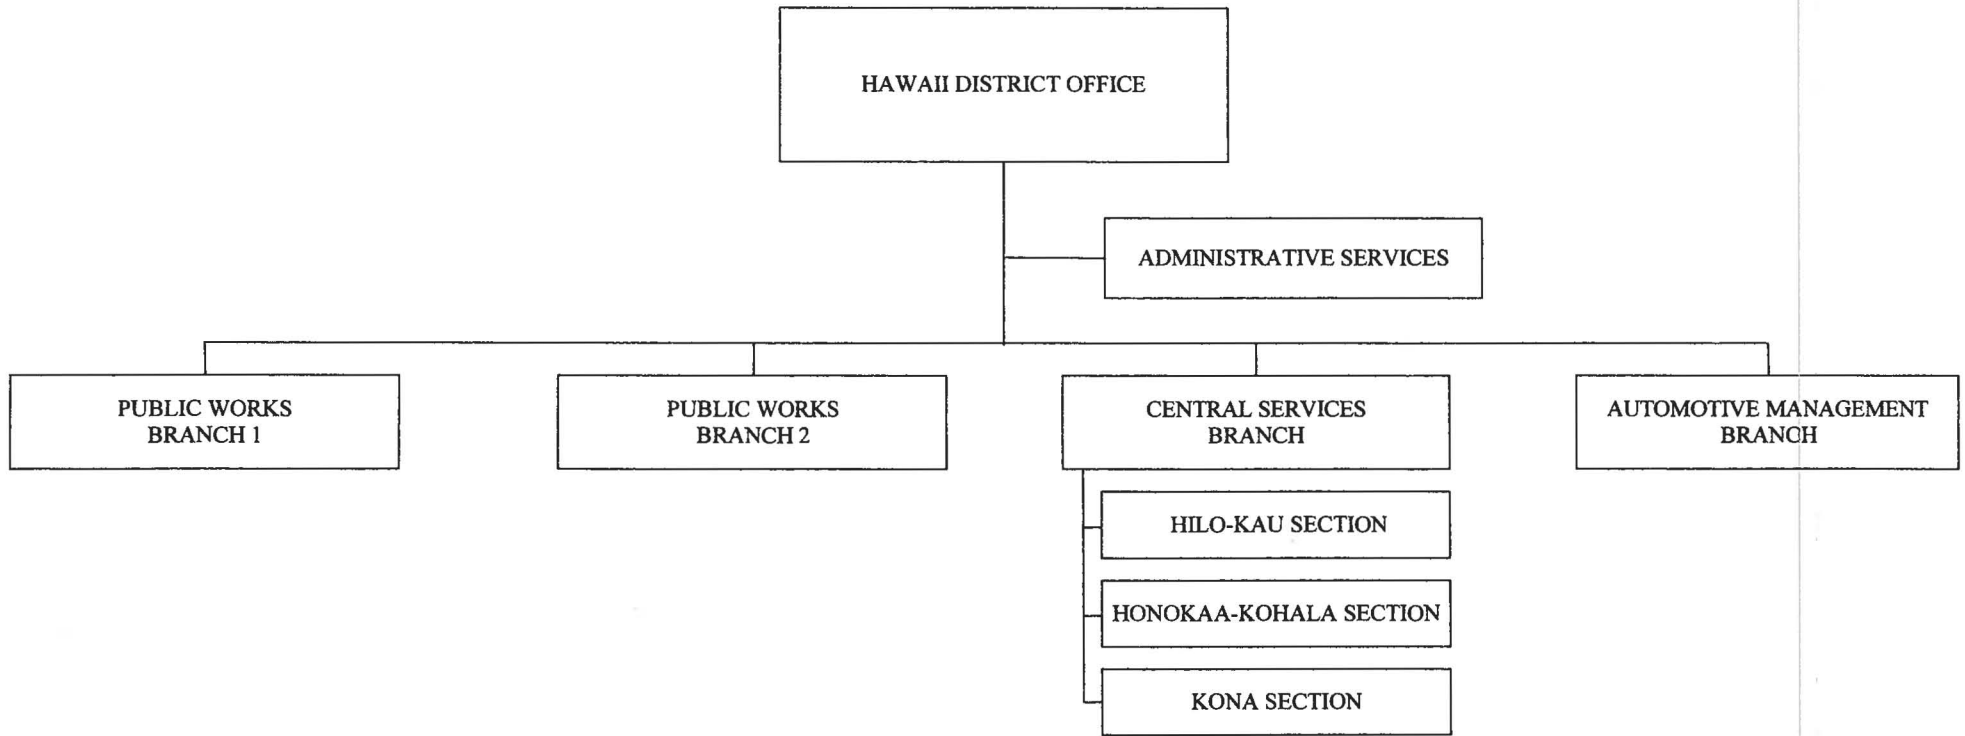 HAWAII DISTRICT OFFICE
ADMINISTRATIVE SERVICES
PUBLIC WORKS
BRANCH 1
PUBLIC WORKS
BRANCH 2
CENTRAL SERVICES
BRANCH
AUTOMOTIVE MANAGEMENT
BRANCH
HILO-KAU SECTION
HONOKAA-KOHALA SECTION
KONA SECTION